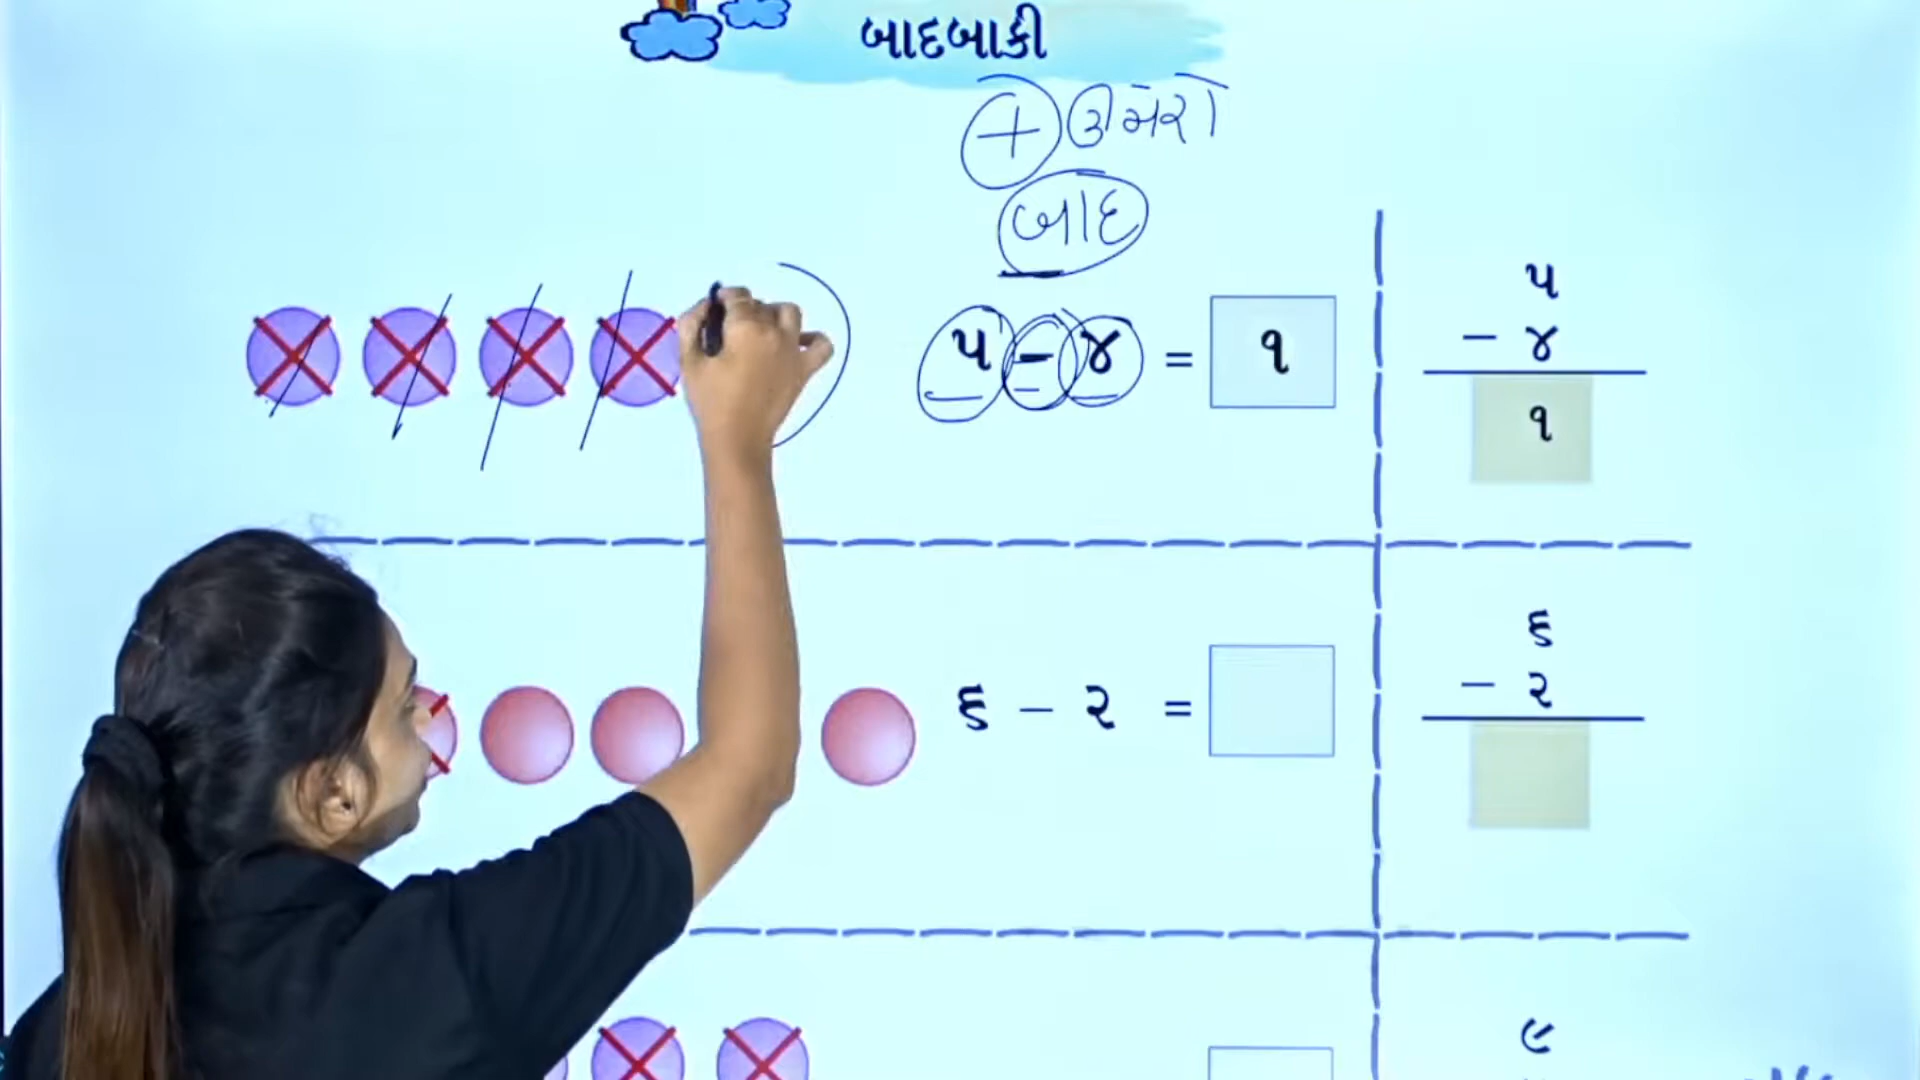 બાદબાકી
+ ઉમેરો
બાદ
૫ - ૪ = ૧
૫
- ૪
૧
૬ - ૨ =
૬
- ૨
૯